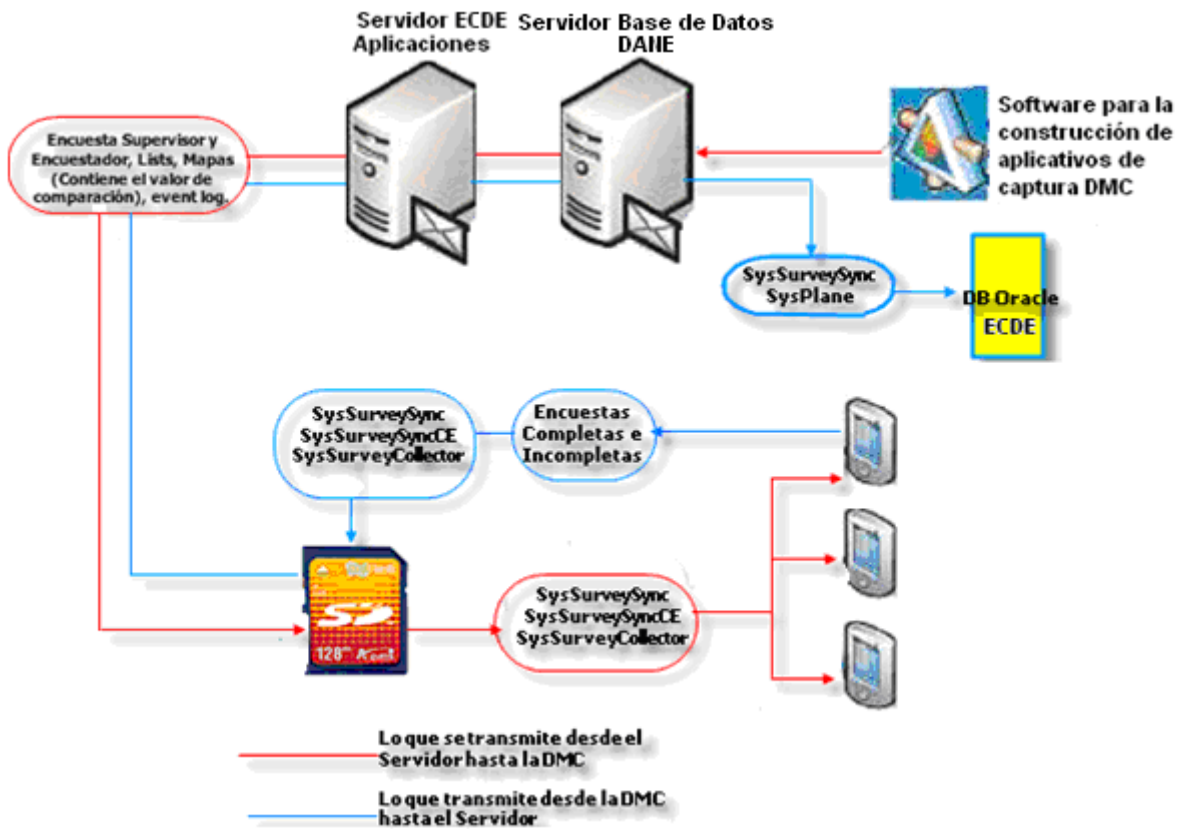 Servidor ECDE
Aplicaciones
Servidor Base de Datos
DANE
Software para la
construcción de
aplicativos de
captura DMC
Encuesta Supervisor y
Encuestador, Lists, Mapas
(Contiene el valor de
comparación), event log.
SysSurveySync
SysPlane
DB Oracle
ECDE
SysSurveySync
SysSurveySyncCE
SysSurveyCollector
Encuestas
Completas e
Incompletas
SD
128
SysSurveySync
SysSurveySyncCE
SysSurveyCollector
Lo que se transmite desde el
Servidor hasta la DMC
Lo que transmite desde la DMC
hasta el Servidor